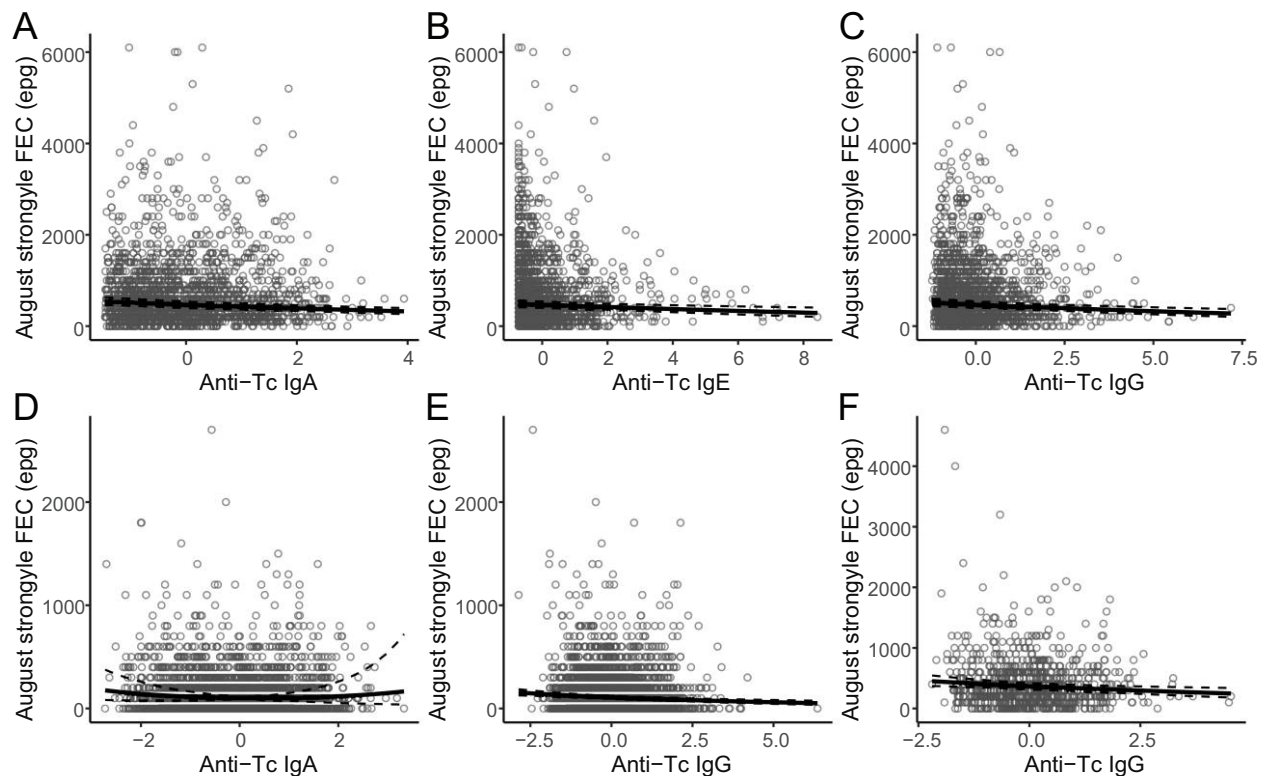 A
B
C
August strongyle FEC (epg)
6000
4000
2000
0
0
2
4
Anti−Tc IgA
August strongyle FEC (epg)
6000
4000
2000
0
0
2
4
6
8
Anti−Tc IgE
August strongyle FEC (epg)
6000
4000
2000
0
0.0
2.5
5.0
7.5
Anti−Tc IgG
D
E
F
August strongyle FEC (epg)
2000
1000
0
−2
0
2
Anti−Tc IgA
August strongyle FEC (epg)
2000
1000
0
−2.5
0.0
2.5
5.0
Anti−Tc IgG
August strongyle FEC (epg)
4000
3000
2000
1000
0
−2.5
0.0
2.5
Anti−Tc IgG